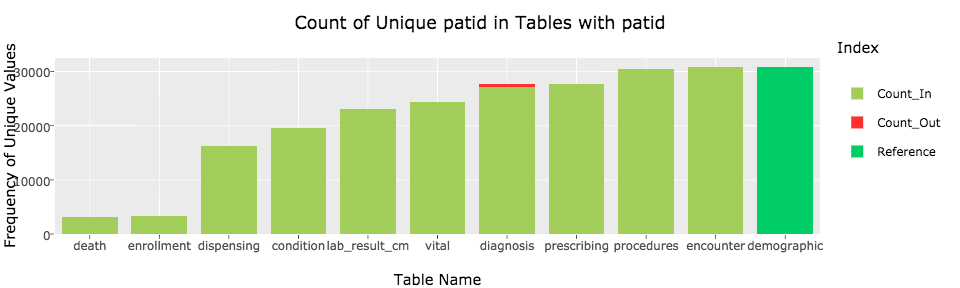 Count of Unique patid in Tables with patid
Index
Count_In
Count_Out
Reference
Frequency of Unique Values
30000
20000
10000
0
death enrollment dispensing condition lab_result_cm vital diagnosis prescribing procedures encounter demographic
Table Name